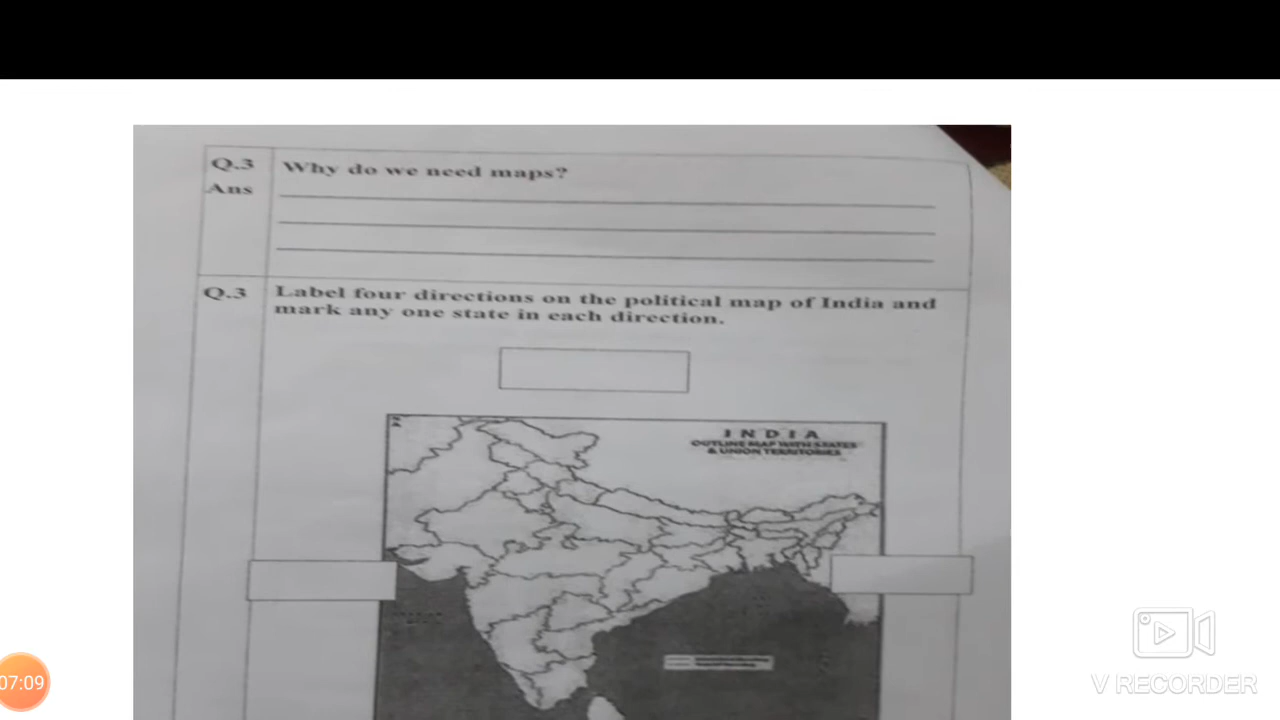 Q.3 Why do we need maps?
Ans
Q.3 Label four directions on the political map of India and
mark any one state in each direction.
INDIA
OUTLINE MAP WITH STATES
& UNION TERRITORIES
07:09
V RECORDER